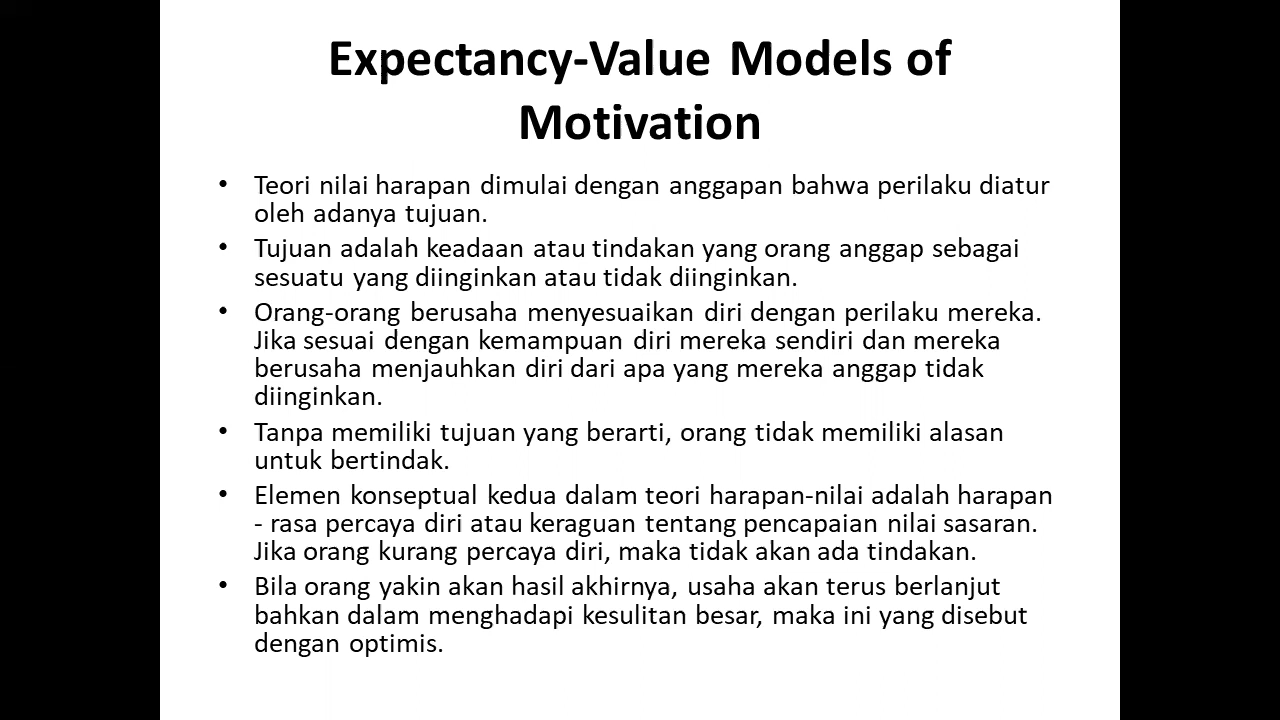 Expectancy-Value Models of
Motivation
• Teori nilai harapan dimulai dengan anggapan bahwa perilaku diatur
oleh adanya tujuan.
• Tujuan adalah keadaan atau tindakan yang orang anggap sebagai
sesuatu yang diinginkan atau tidak diinginkan.
• Orang-orang berusaha menyesuaikan diri dengan perilaku mereka.
Jika sesuai dengan kemampuan diri mereka sendiri dan mereka
berusaha menjauhkan diri dari apa yang mereka anggap tidak
diinginkan.
• Tanpa memiliki tujuan yang berarti, orang tidak memiliki alasan
untuk bertindak.
• Elemen konseptual kedua dalam teori harapan-nilai adalah harapan
- rasa percaya diri atau keraguan tentang pencapaian nilai sasaran.
Jika orang kurang percaya diri, maka tidak akan ada tindakan.
• Bila orang yakin akan hasil akhirnya, usaha akan terus berlanjut
bahkan dalam menghadapi kesulitan besar, maka ini yang disebut
dengan optimis.